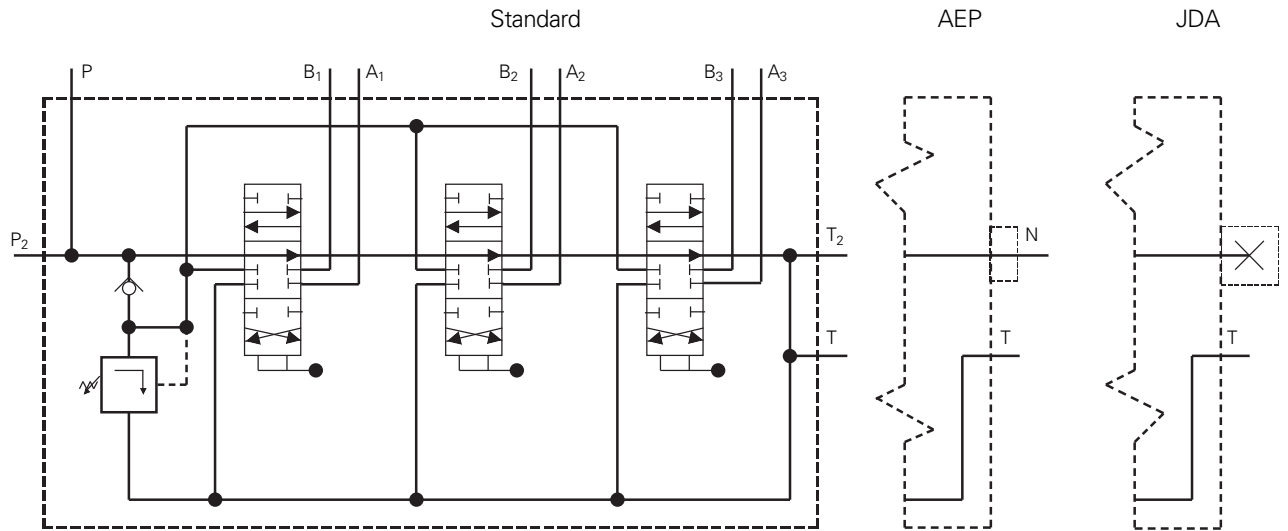 Standard AEP JDA
P B₁ A₁ B₂ A₂ B₃ A₃
P₂ T₂ N
T T T